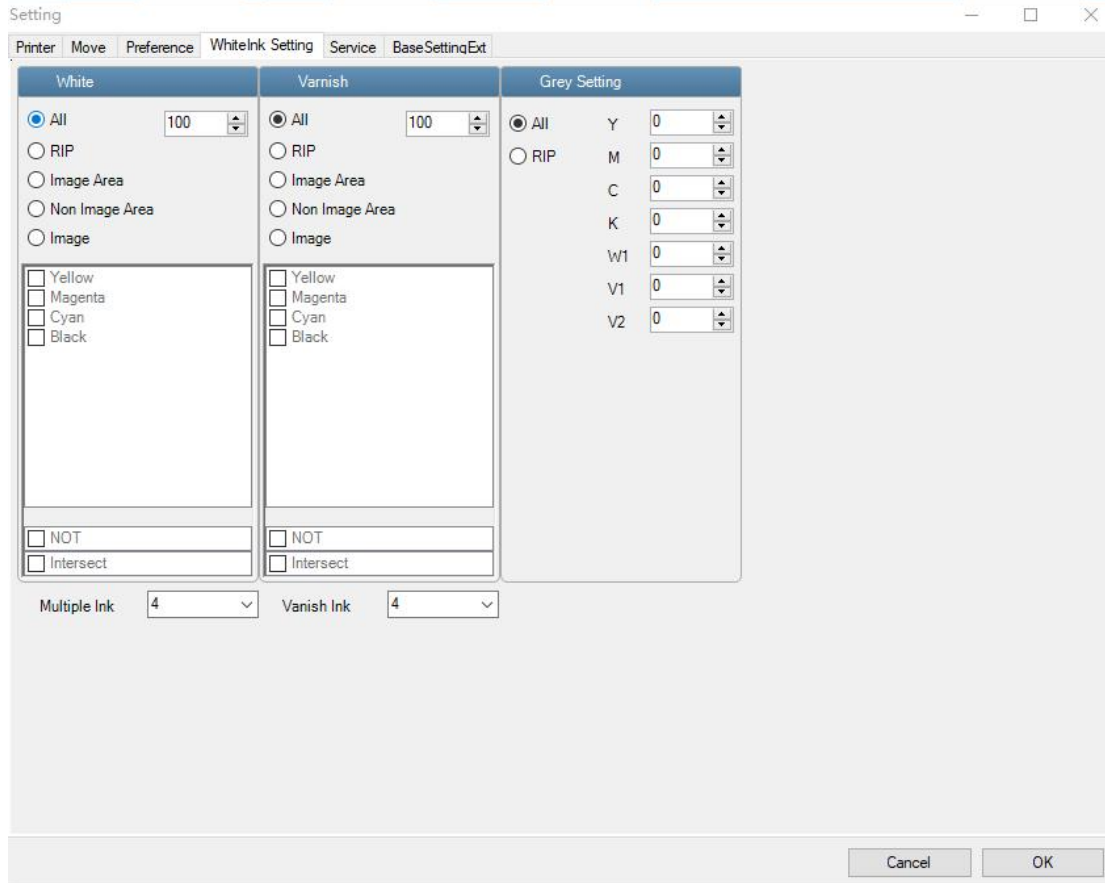 Setting
Printer Move Preference WhiteInk Setting Service BaseSettingExt
White Varnish Grey Setting
All 100 All 100 All Y 0
RIP RIP RIP M 0
Image Area Image Area C 0
Non Image Area Non Image Area K 0
Image Image W1 0
Yellow Yellow V1 0
Magenta Magenta
Cyan Cyan V2 0
Black Black
NOT NOT
Intersect Intersect
Multiple Ink 4 Vanish Ink 4
Cancel OK